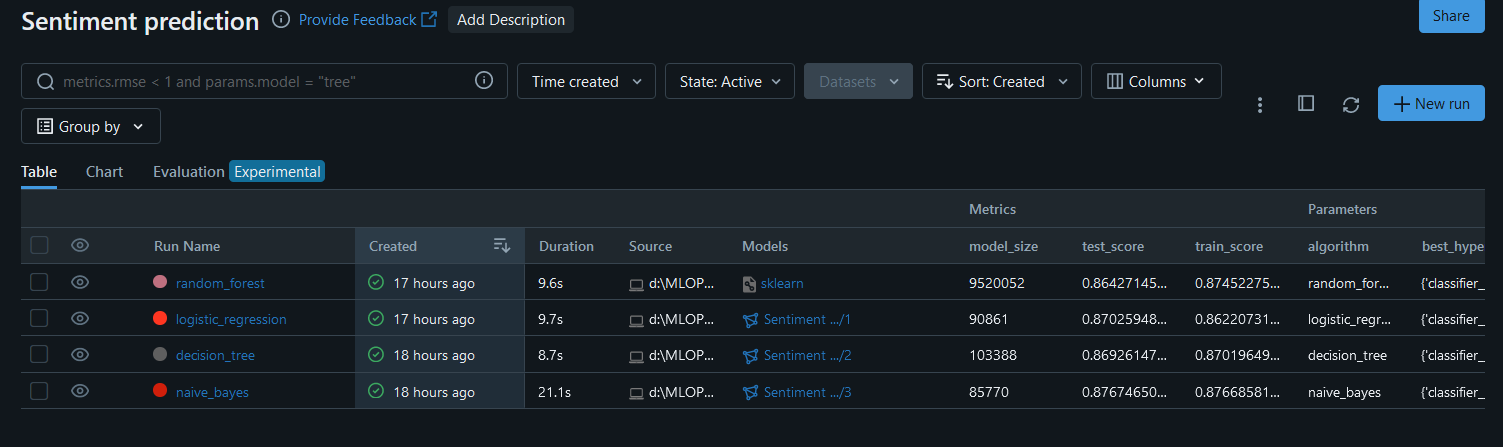 Sentiment prediction Provide Feedback Add Description Share
metrics.rmse < 1 and params.model = "tree" Time created State: Active Datasets Sort: Created Columns
Group by New run
Table Chart Evaluation Experimental
Metrics Parameters
Run Name Created Duration Source Models model_size test_score train_score algorithm best_hype
random_forest 17 hours ago 9.6s d:\MLOP... sklearn 9520052 0.86427145... 0.87452275... random_for... {'classifier_
logistic_regression 17 hours ago 9.7s d:\MLOP... Sentiment .../1 90861 0.87025948... 0.86220731... logistic_regr... {'classifier_
decision_tree 18 hours ago 8.7s d:\MLOP... Sentiment .../2 103388 0.86926147... 0.87019649... decision_tree {'classifier_
naive_bayes 18 hours ago 21.1s d:\MLOP... Sentiment .../3 85770 0.87674650... 0.87668581... naive_bayes {'classifier_